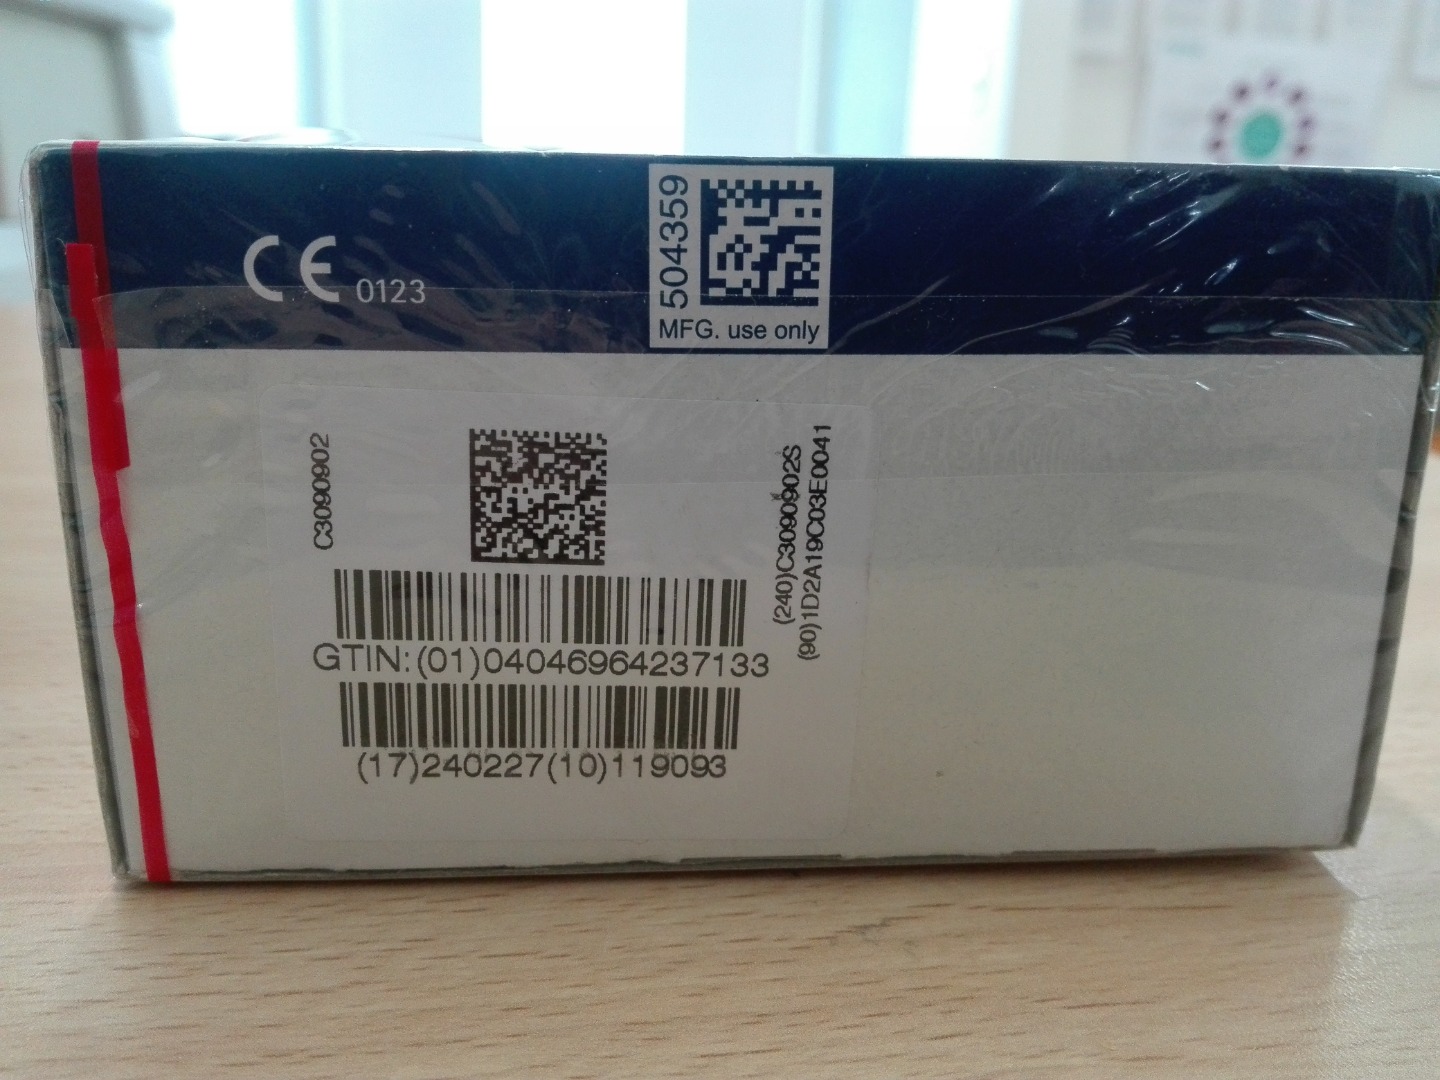 CE 0123
504359
MFG. use only
C3090902
(240)C3090902S
(90)1D2A19C03E0041
GTIN:(01)04046964237133
(17)240227(10)119093